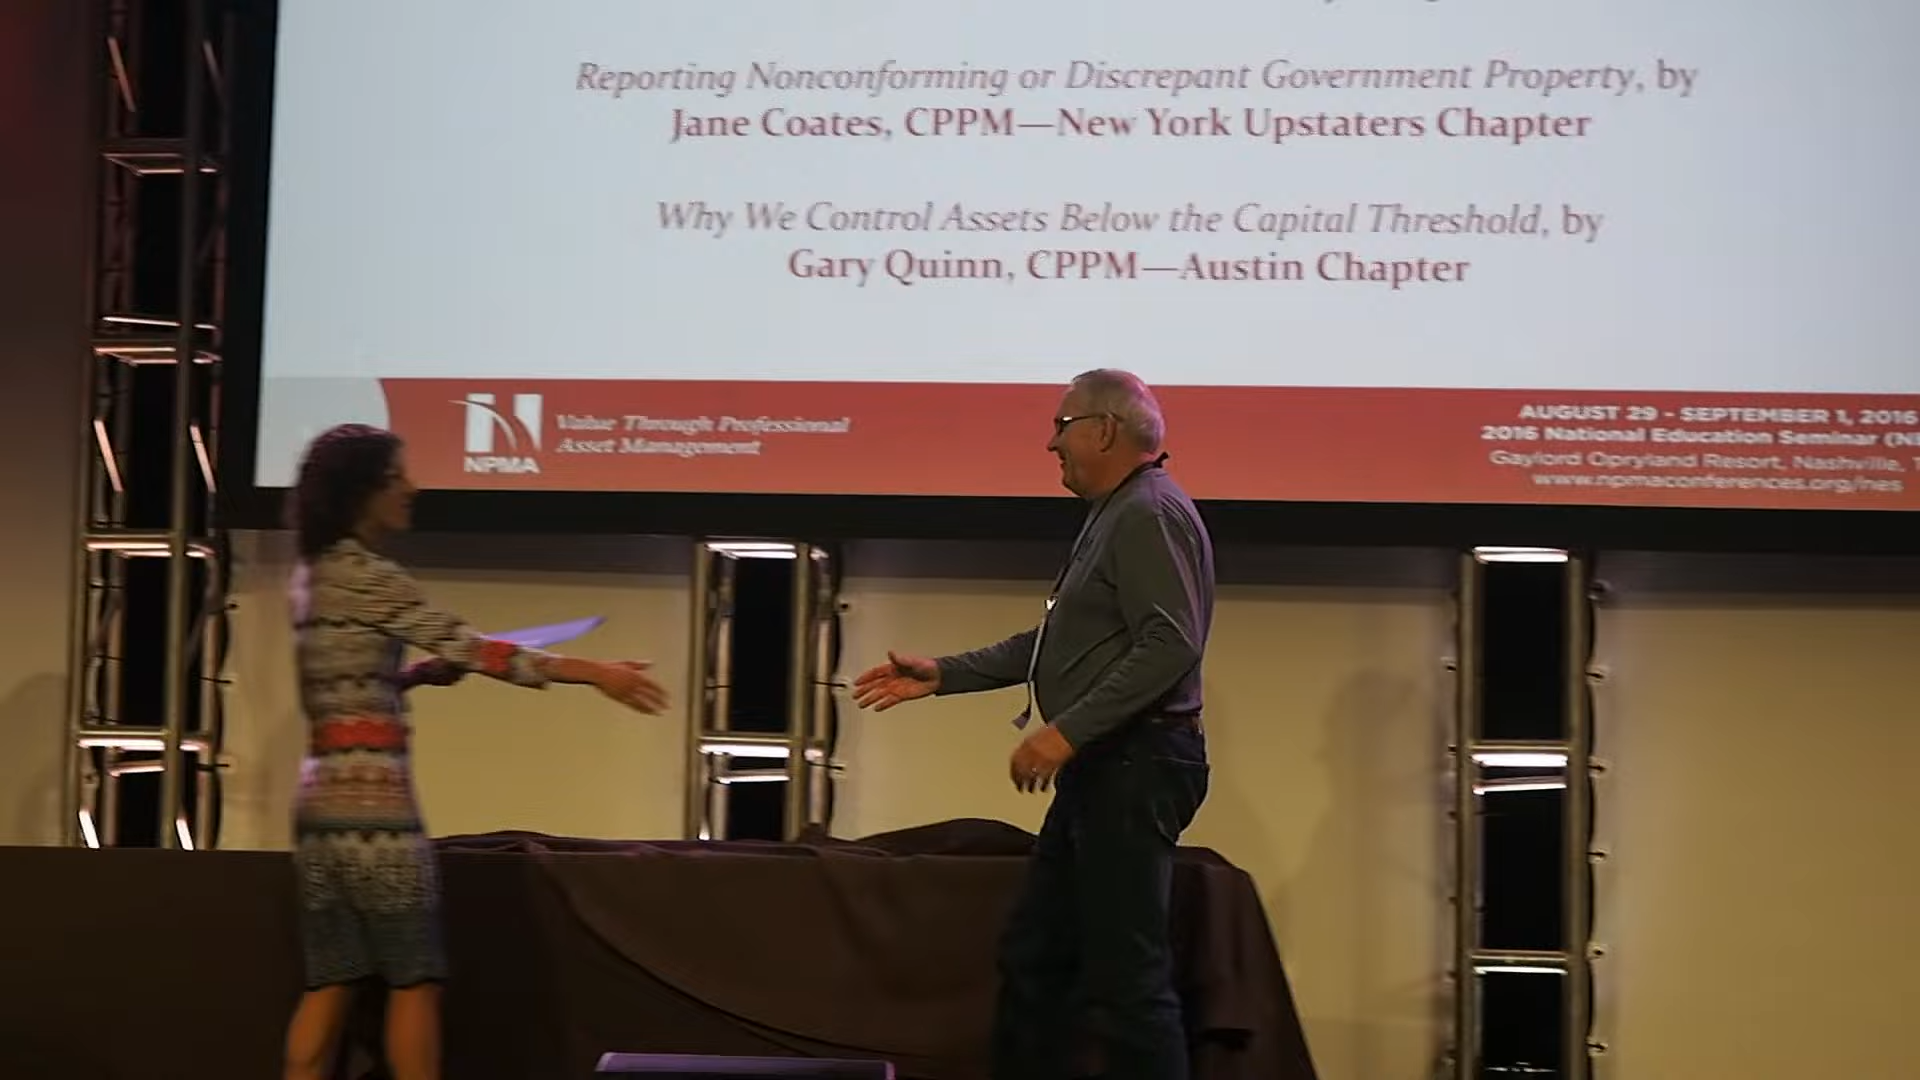 Reporting Nonconforming or Discrepant Government Property, by
Jane Coates, CPPM—New York Upstaters Chapter
Why We Control Assets Below the Capital Threshold, by
Gary Quinn, CPPM—Austin Chapter
NPMA
Value Through Professional
Asset Management
AUGUST 29 - SEPTEMBER 1, 2016
2016 National Education Seminar
Gaylord Opryland Resort, Nashville,
www.npmaconferences.org/nes